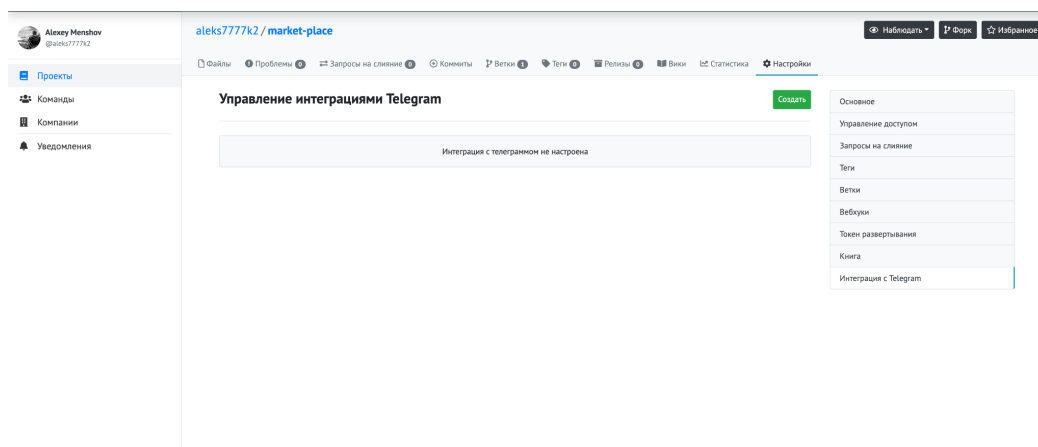 Alexey Menshov
@aleks7777k2
Проекты
Команды
Компании
Уведомления
aleks7777k2 / market-place
Наблюдать
Форк
Избранное
Файлы
Проблемы 0
Запросы на слияние 0
Коммиты
Ветки 1
Теги 0
Релизы 0
Вики
Статистика
Настройки
Управление интеграциями Telegram
Создать
Интеграция с телеграммом не настроена
Основное
Управление доступом
Запросы на слияние
Теги
Ветки
Вебхуки
Токен развертывания
Книга
Интеграция с Telegram